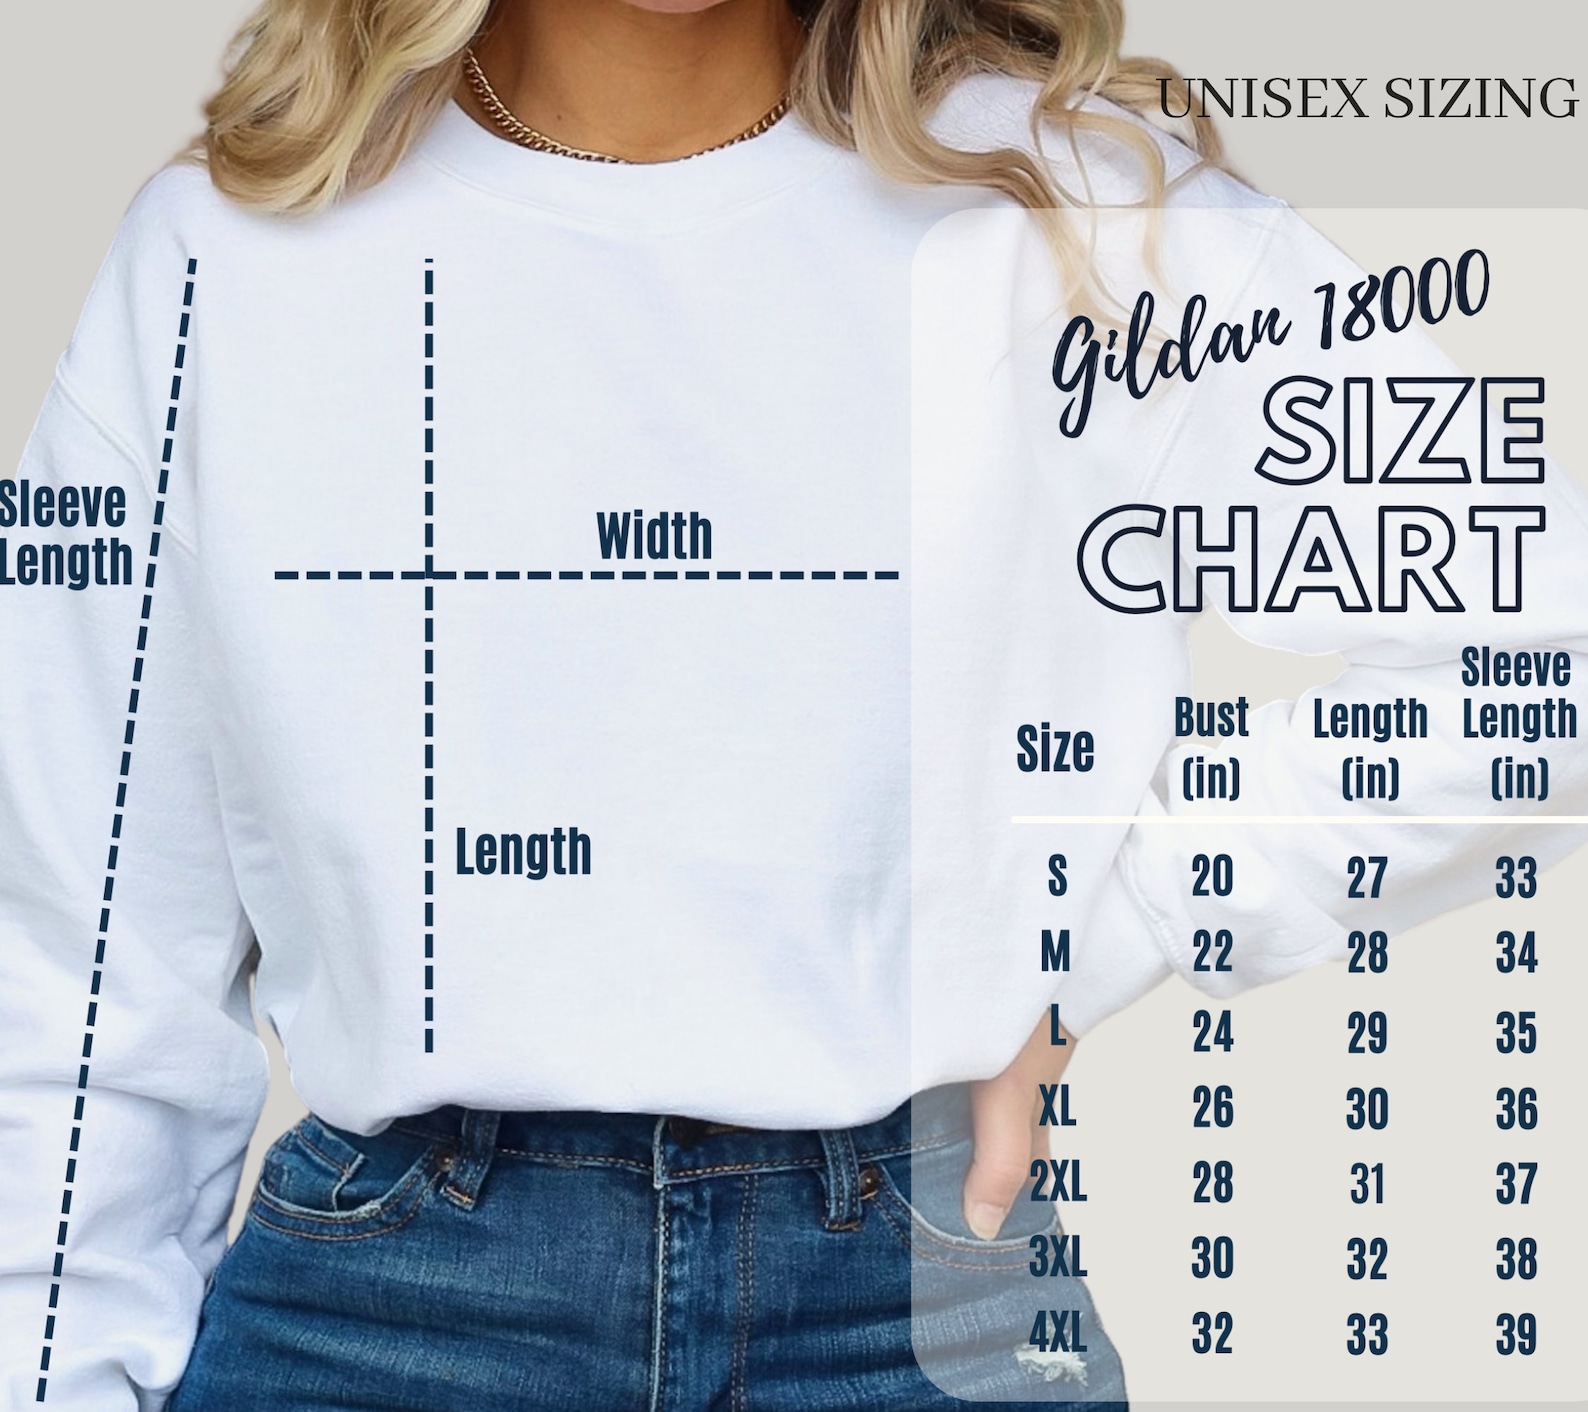 UNISEX SIZING
Gildan 18000
SIZE
CHART
Sleeve
Length
Width
Length
Size Bust (in) Length (in) Sleeve Length (in)
S 20 27 33
M 22 28 34
L 24 29 35
XL 26 30 36
2XL 28 31 37
3XL 30 32 38
4XL 32 33 39